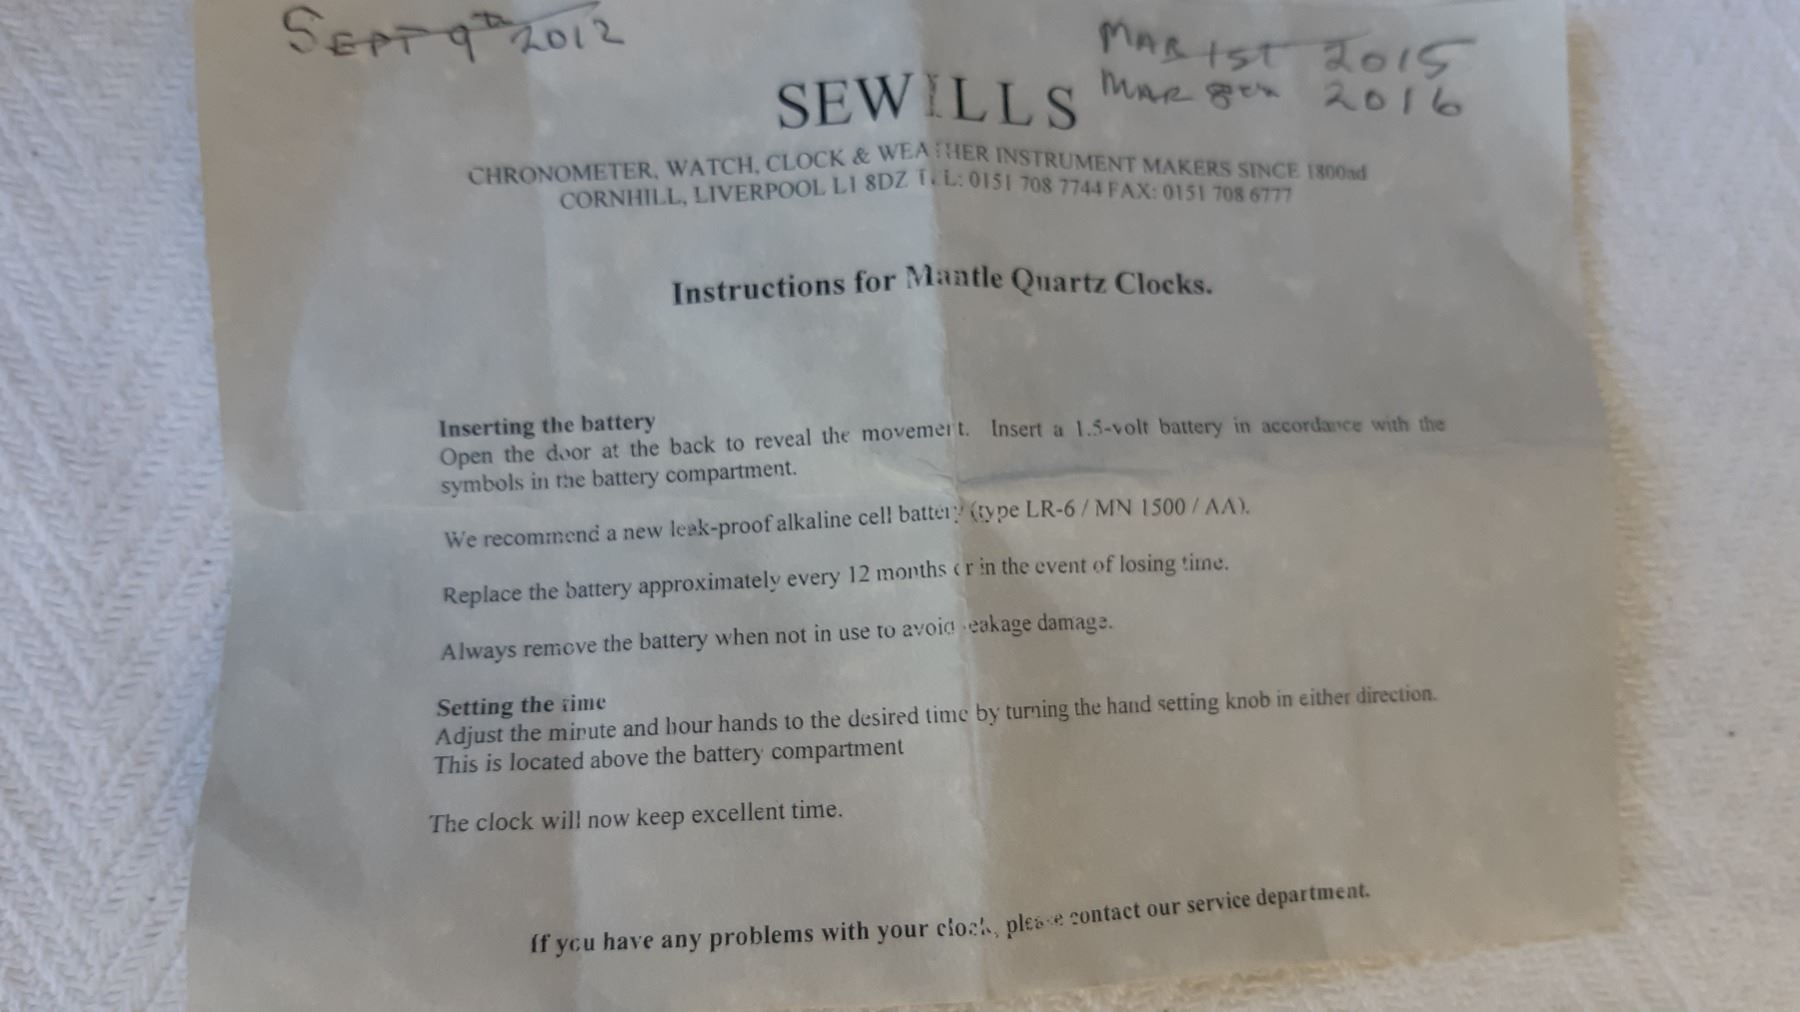 SEPT 9th 2012
MAR 1ST 2015
MAR 8th 2016
SEWILLS
CHRONOMETER, WATCH, CLOCK & WEATHER INSTRUMENT MAKERS SINCE 1800ad
CORNHILL, LIVERPOOL L1 8DZ TEL: 0151 708 7744 FAX: 0151 708 6777
Instructions for Mantle Quartz Clocks.
Inserting the battery
Open the door at the back to reveal the movement. Insert a 1.5-volt battery in accordance with the
symbols in the battery compartment.
We recommend a new leak-proof alkaline cell battery (type LR-6 / MN 1500 / AA).
Replace the battery approximately every 12 months or in the event of losing time.
Always remove the battery when not in use to avoid leakage damage.
Setting the time
Adjust the minute and hour hands to the desired time by turning the hand setting knob in either direction.
This is located above the battery compartment
The clock will now keep excellent time.
If you have any problems with your clock, please contact our service department.